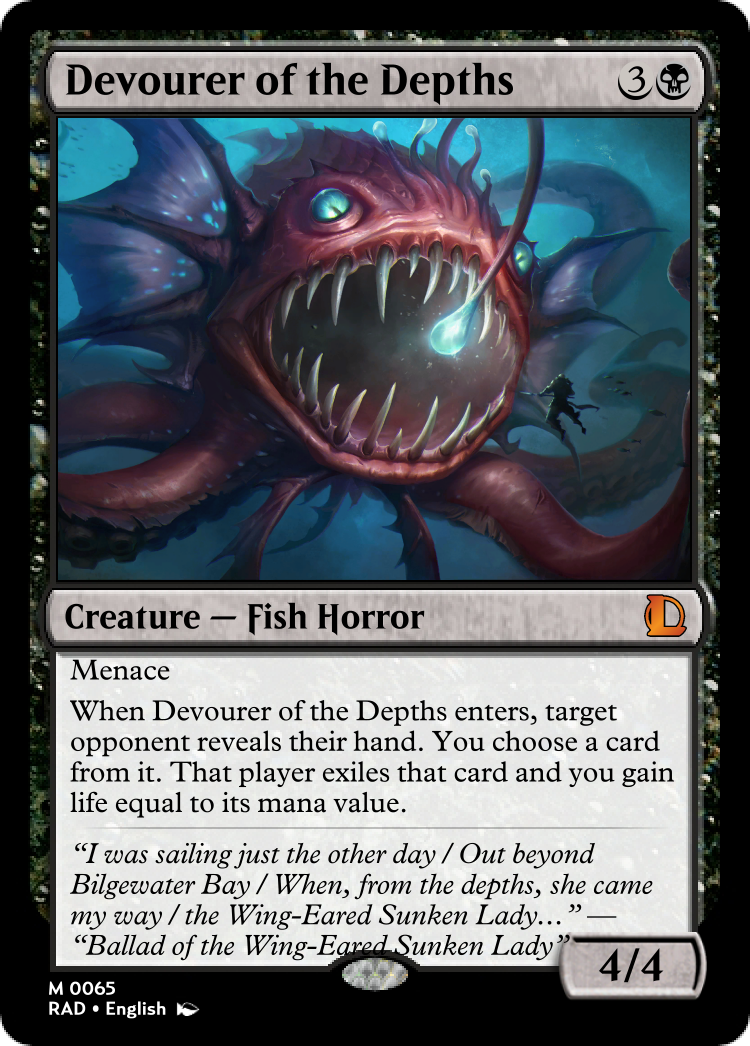 Devourer of the Depths 3
Creature — Fish Horror
Menace
When Devourer of the Depths enters, target
opponent reveals their hand. You choose a card
from it. That player exiles that card and you gain
life equal to its mana value.
“I was sailing just the other day / Out beyond
Bilgewater Bay / When, from the depths, she came
my way / the Wing-Eared Sunken Lady…” —
“Ballad of the Wing-Eared Sunken Lady”
4/4
M 0065
RAD • English